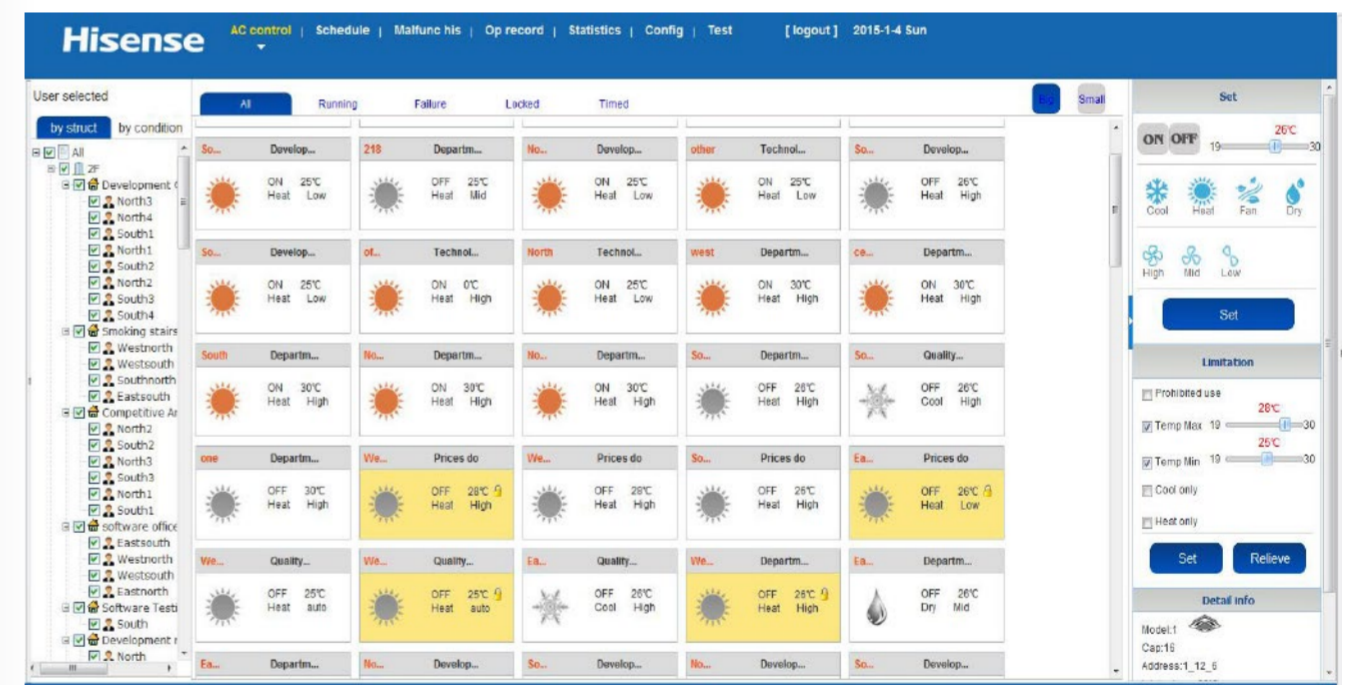 Hisense
AC control | Schedule | Malfunc his | Op record | Statistics | Config | Test [ logout ] 2015-1-4 Sun
User selected
by struct by condition
All
2F
Development
North3
North4
South1
North1
South2
North2
South3
South4
Smoking stairs
Westnorth
Westsouth
Southnorth
Eastsouth
Competitive Ar
North2
South2
North3
South3
North1
South1
software office
Eastsouth
Westnorth
Westsouth
Eastnorth
Software Testi
South
Development r
North
All Running Failure Locked Timed Big Small
So... Develop... 218 Departm... No... Develop... other Technol... So... Develop...
ON 25℃ OFF 25℃ ON 25℃ ON 25℃ OFF 26℃
Heat Low Heat Mid Heat Low Heat Low Heat High
So... Develop... of... Technol... North Technol... west Departm... ce... Departm...
ON 25℃ ON 0℃ ON 25℃ ON 30℃ ON 30℃
Heat Low Heat High Heat Low Heat High Heat High
South Departm... No... Departm... No... Departm... So... Departm... So... Quality...
ON 30℃ ON 30℃ ON 30℃ OFF 26℃ OFF 26℃
Heat High Heat High Heat High Heat High Cool High
one Departm... We... Prices do We... Prices do So... Prices do Ea... Prices do
OFF 30℃ OFF 28℃ OFF 28℃ OFF 26℃ OFF 26℃
Heat High Heat High Heat High Heat High Heat Low
We... Quality... We... Quality... Ea... Quality... We... Departm... Ea... Departm...
OFF 25℃ OFF 25℃ OFF 26℃ OFF 26℃ OFF 26℃
Heat auto Heat auto Cool High Heat High Dry Mid
Ea... Departm... No... Develop... So... Develop... No... Develop... So... Develop...
Set
26℃
ON OFF 19 30
Cool Heat Fan Dry
High Mid Low
Set
Limitation
Prohibited use
28℃
Temp Max 19 30
25℃
Temp Min 19 30
Cool only
Heat only
Set Relieve
Detail info
Model:1
Cap:16
Address:1_12_6